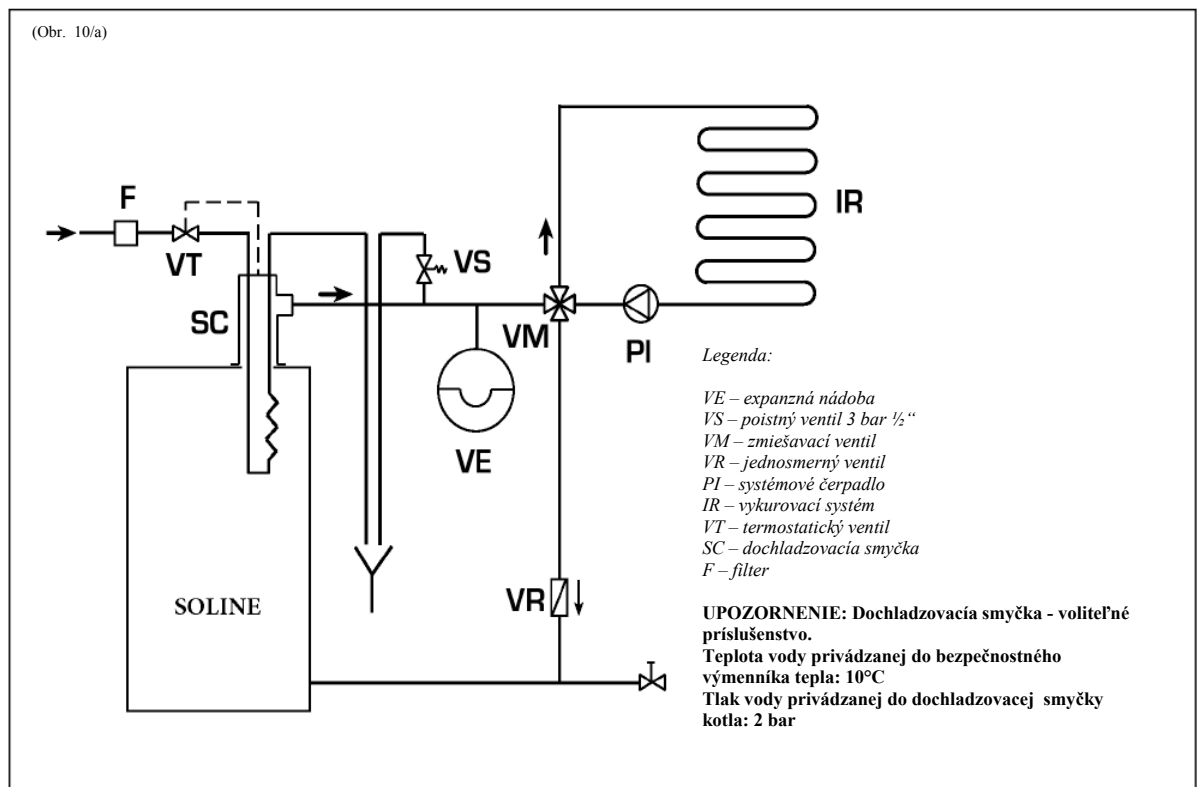 (Obr. 10/a)
F
VT
SC
VS
VM
PI
IR
VE
VR
SOLINE
Legenda:
VE – expanzná nádoba
VS – poistný ventil 3 bar ½“
VM – zmiešavací ventil
VR – jednosmerný ventil
PI – systémové čerpadlo
IR – vykurovací systém
VT – termostatický ventil
SC – dochladzovacía smyčka
F – filter
UPOZORNENIE: Dochladzovacía smyčka - voliteľné
príslušenstvo.
Teplota vody privádzanej do bezpečnostného
výmenníka tepla: 10°C
Tlak vody privádzanej do dochladzovacej smyčky
kotla: 2 bar